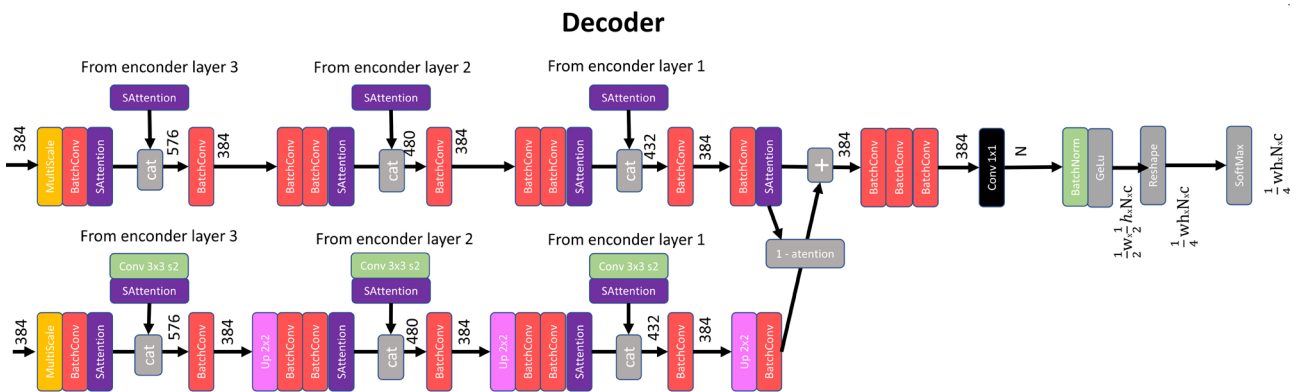 Decoder
From enconder layer 3
From enconder layer 2
From enconder layer 1
SAttention
SAttention
SAttention
384
MultiScale
BatchConv
SAttention
cat
576
BatchConv
384
BatchConv
BatchConv
SAttention
cat
480
BatchConv
384
BatchConv
BatchConv
SAttention
cat
432
BatchConv
384
BatchConv
SAttention
+
384
BatchConv
BatchConv
BatchConv
384
Conv 1x1
N
BatchNorm
GeLu
1/2 wx 1/2 hxNxc
Reshape
1/4 whxNxc
SoftMax
1/4 whxNxc
1 - atention
From enconder layer 3
From enconder layer 2
From enconder layer 1
Conv 3x3 s2
SAttention
Conv 3x3 s2
SAttention
Conv 3x3 s2
SAttention
384
MultiScale
BatchConv
SAttention
cat
576
BatchConv
384
Up 2x2
BatchConv
BatchConv
SAttention
cat
480
BatchConv
384
Up 2x2
BatchConv
BatchConv
SAttention
cat
432
BatchConv
384
Up 2x2
BatchConv